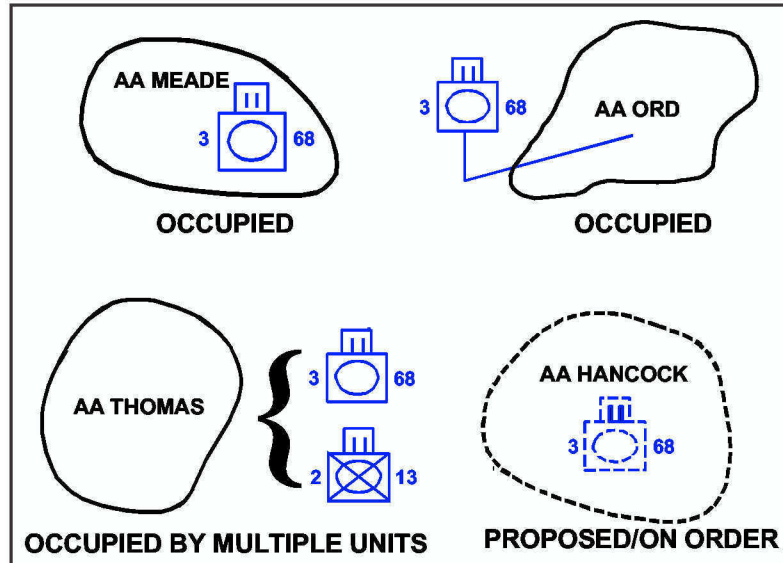 AA MEADE
3 68
OCCUPIED
3 68
AA ORD
OCCUPIED
AA THOMAS
3 68
2 13
OCCUPIED BY MULTIPLE UNITS
AA HANCOCK
3 68
PROPOSED/ON ORDER